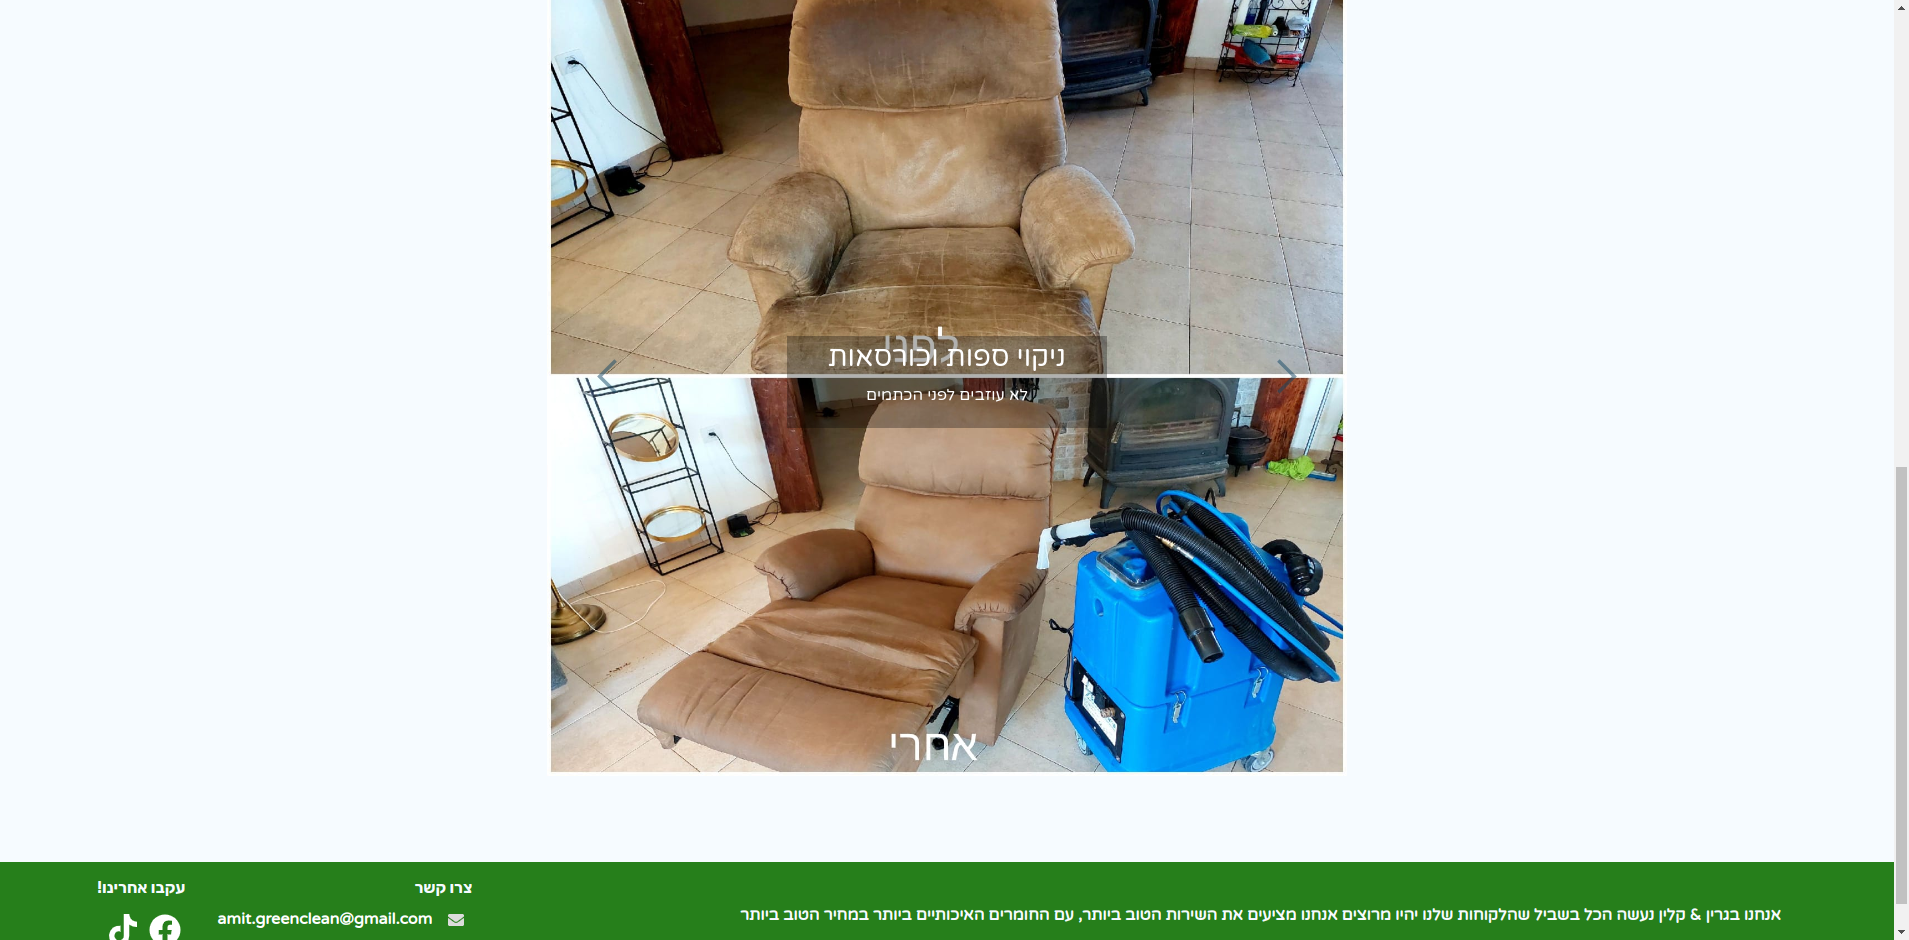 לפני
ניקוי ספות וכורסאות
לא עוזבים לפני הכתמים
אחרי
אנחנו בגרין & קלין נעשה הכל בשביל שהלקוחות שלנו יהיו מרוצים אנחנו מציעים את השירות הטוב ביותר, עם החומרים האיכותיים ביותר במחיר הטוב ביותר
צרו קשר
amit.greenclean@gmail.com
עקבו אחרינו!